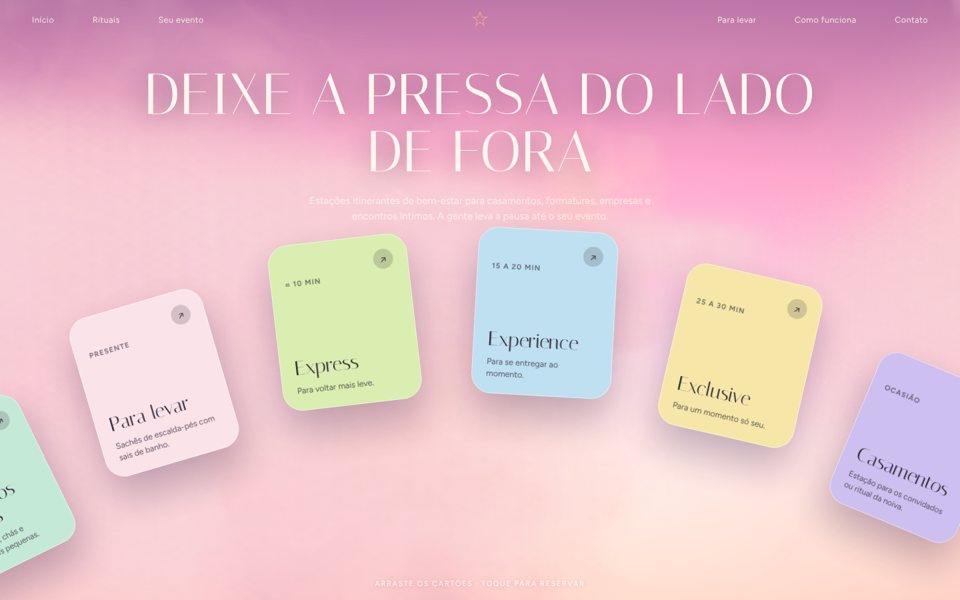 Início
Rituais
Seu evento
Para levar
Como funciona
Contato
DEIXE A PRESSA DO LADO
DE FORA
Estações itinerantes de bem-estar para casamentos, formaturas, empresas e
encontros íntimos. A gente leva a pausa até o seu evento.
os
s
, chás e
s pequenas.
PRESENTE
Para levar
Sachês de escalda-pés com
sais de banho.
10 MIN
Express
Para voltar mais leve.
15 A 20 MIN
Experience
Para se entregar ao
momento.
25 A 30 MIN
Exclusive
Para um momento só seu.
OCASIÃO
Casamentos
Estação para os convidados
ou ritual da noiva.
ARRASTE OS CARTÕES · TOQUE PARA RESERVAR